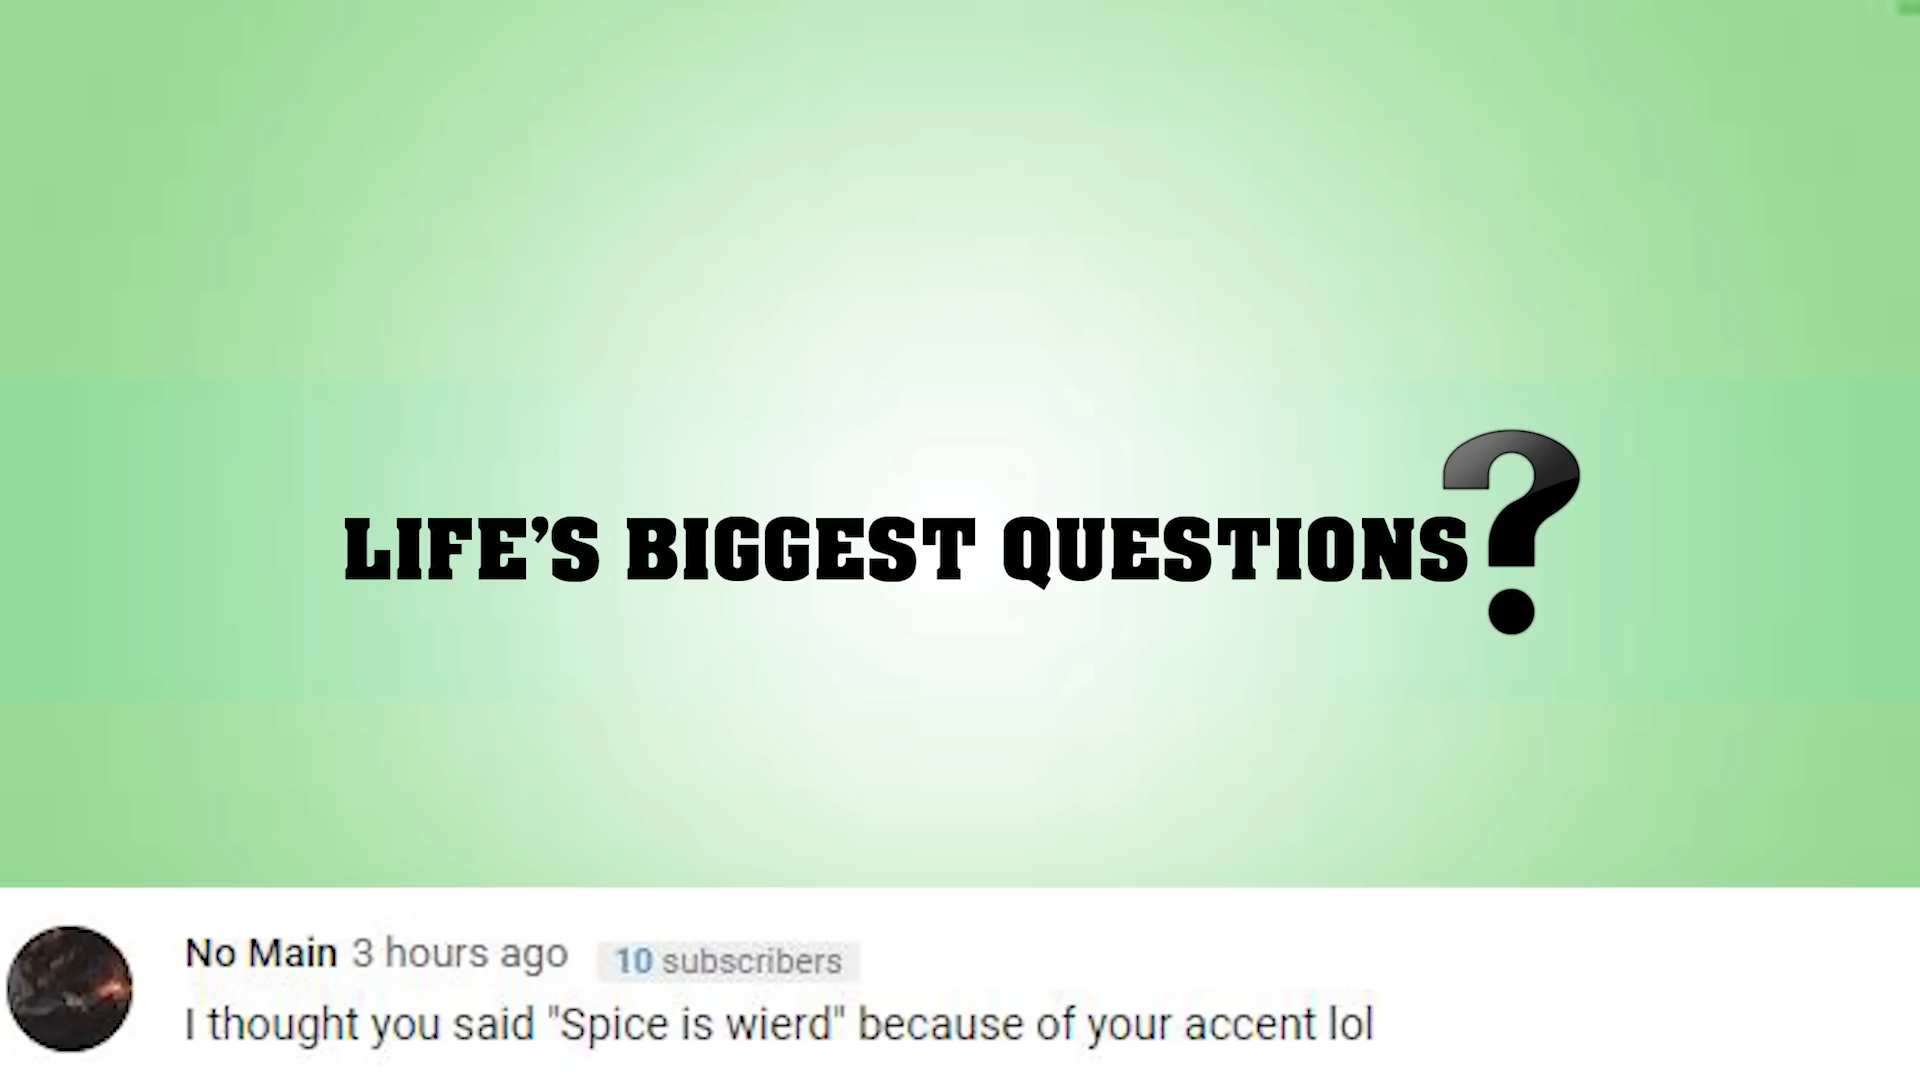 LIFE’S BIGGEST QUESTIONS?
No Main 3 hours ago 10 subscribers
I thought you said "Spice is wierd" because of your accent lol